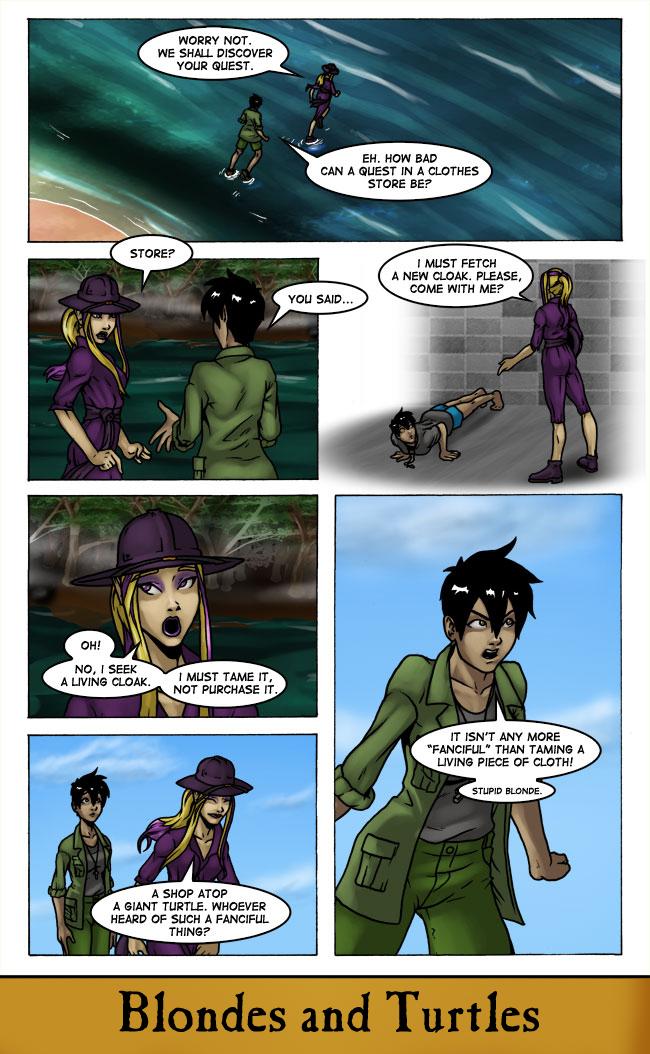 WORRY NOT.
WE SHALL DISCOVER
YOUR QUEST.
EH. HOW BAD
CAN A QUEST IN A CLOTHES
STORE BE?
STORE?
YOU SAID...
I MUST FETCH
A NEW CLOAK. PLEASE,
COME WITH ME?
OH!
NO, I SEEK
A LIVING CLOAK.
I MUST TAME IT,
NOT PURCHASE IT.
A SHOP ATOP
A GIANT TURTLE. WHOEVER
HEARD OF SUCH A FANCIFUL
THING?
IT ISN'T ANY MORE
"FANCIFUL" THAN TAMING A
LIVING PIECE OF CLOTH!
STUPID BLONDE.
Blondes and Turtles